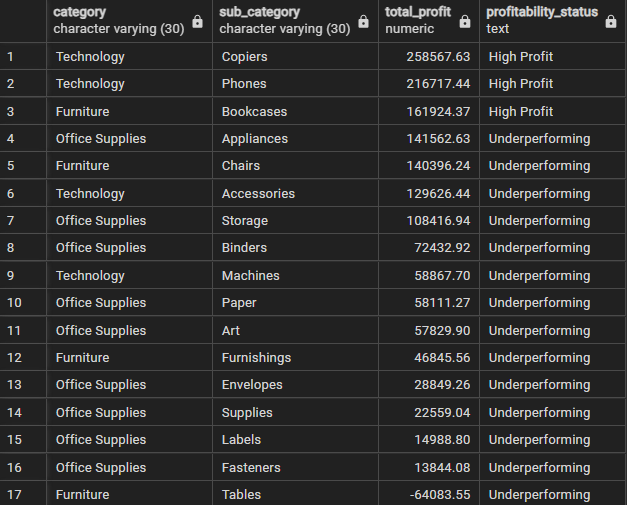 category sub_category total_profit profitability_status
character varying (30) character varying (30) numeric text
1 Technology Copiers 258567.63 High Profit
2 Technology Phones 216717.44 High Profit
3 Furniture Bookcases 161924.37 High Profit
4 Office Supplies Appliances 141562.63 Underperforming
5 Furniture Chairs 140396.24 Underperforming
6 Technology Accessories 129626.44 Underperforming
7 Office Supplies Storage 108416.94 Underperforming
8 Office Supplies Binders 72432.92 Underperforming
9 Technology Machines 58867.70 Underperforming
10 Office Supplies Paper 58111.27 Underperforming
11 Office Supplies Art 57829.90 Underperforming
12 Furniture Furnishings 46845.56 Underperforming
13 Office Supplies Envelopes 28849.26 Underperforming
14 Office Supplies Supplies 22559.04 Underperforming
15 Office Supplies Labels 14988.80 Underperforming
16 Office Supplies Fasteners 13844.08 Underperforming
17 Furniture Tables -64083.55 Underperforming